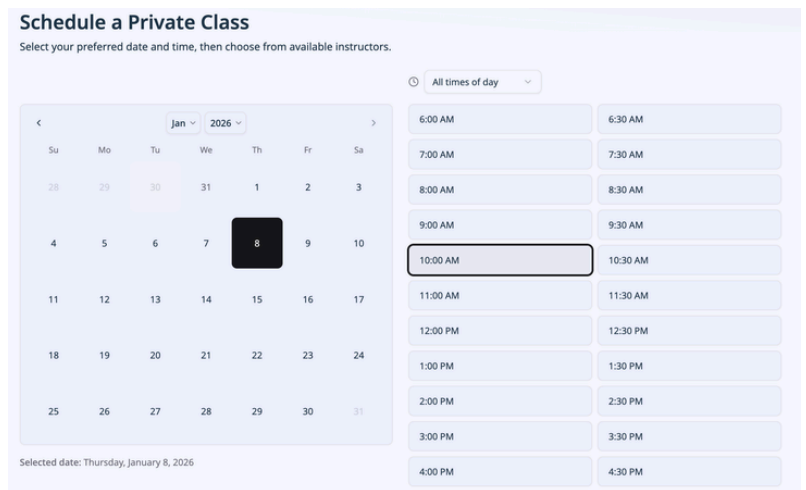 Schedule a Private Class
Select your preferred date and time, then choose from available instructors.
All times of day
Jan 2026
Su Mo Tu We Th Fr Sa
28 29 30 31 1 2 3
4 5 6 7 8 9 10
11 12 13 14 15 16 17
18 19 20 21 22 23 24
25 26 27 28 29 30 31
Selected date: Thursday, January 8, 2026
6:00 AM 6:30 AM
7:00 AM 7:30 AM
8:00 AM 8:30 AM
9:00 AM 9:30 AM
10:00 AM 10:30 AM
11:00 AM 11:30 AM
12:00 PM 12:30 PM
1:00 PM 1:30 PM
2:00 PM 2:30 PM
3:00 PM 3:30 PM
4:00 PM 4:30 PM